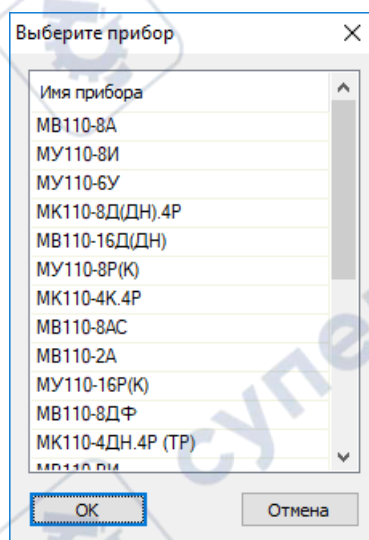 Выберите прибор
Имя прибора
МВ110-8А
МУ110-8И
МУ110-6У
МК110-8Д(ДН).4Р
МВ110-16Д(ДН)
МУ110-8Р(К)
МК110-4К.4Р
МВ110-8АС
МВ110-2А
МУ110-16Р(К)
МВ110-8ДФ
МК110-4ДН.4Р (ТР)
ОК
Отмена
супе